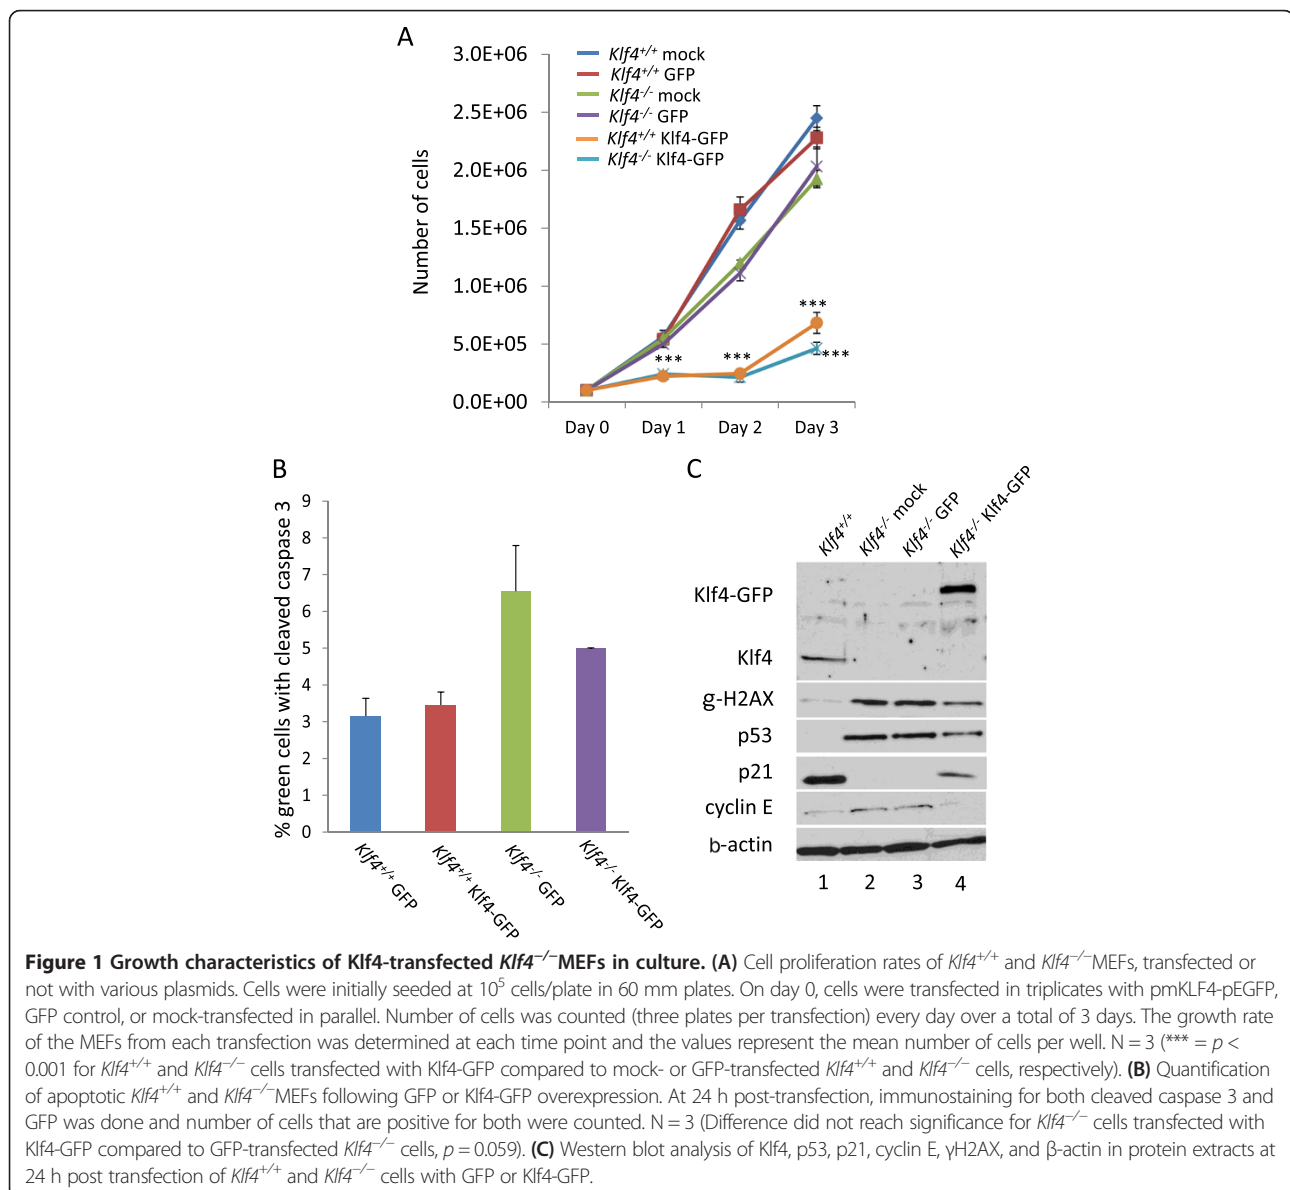 A
3.0E+06
2.5E+06
2.0E+06
1.5E+06
1.0E+06
5.0E+05
0.0E+00
Number of cells
Klf4+/+ mock
Klf4+/+ GFP
Klf4-/- mock
Klf4-/- GFP
Klf4+/+ Klf4-GFP
Klf4-/- Klf4-GFP
***
***
***
***
Day 0 Day 1 Day 2 Day 3
B
% green cells with cleaved caspase 3
9
8
7
6
5
4
3
2
1
0
Klf4+/+ GFP
Klf4+/+ Klf4-GFP
Klf4-/- GFP
Klf4-/- Klf4-GFP
C
Klf4+/+
Klf4-/- mock
Klf4-/- GFP
Klf4-/- Klf4-GFP
Klf4-GFP
Klf4
g-H2AX
p53
p21
cyclin E
b-actin
1 2 3 4
Figure 1 Growth characteristics of Klf4-transfected Klf4−/−MEFs in culture. (A) Cell proliferation rates of Klf4+/+ and Klf4−/−MEFs, transfected or
not with various plasmids. Cells were initially seeded at 10⁵ cells/plate in 60 mm plates. On day 0, cells were transfected in triplicates with pmKLF4-pEGFP,
GFP control, or mock-transfected in parallel. Number of cells was counted (three plates per transfection) every day over a total of 3 days. The growth rate
of the MEFs from each transfection was determined at each time point and the values represent the mean number of cells per well. N = 3 (*** = p <
0.001 for Klf4+/+ and Klf4−/− cells transfected with Klf4-GFP compared to mock- or GFP-transfected Klf4+/+ and Klf4−/− cells, respectively). (B) Quantification
of apoptotic Klf4+/+ and Klf4−/−MEFs following GFP or Klf4-GFP overexpression. At 24 h post-transfection, immunostaining for both cleaved caspase 3 and
GFP was done and number of cells that are positive for both were counted. N = 3 (Difference did not reach significance for Klf4−/− cells transfected with
Klf4-GFP compared to GFP-transfected Klf4−/− cells, p = 0.059). (C) Western blot analysis of Klf4, p53, p21, cyclin E, γH2AX, and β-actin in protein extracts at
24 h post transfection of Klf4+/+ and Klf4−/− cells with GFP or Klf4-GFP.